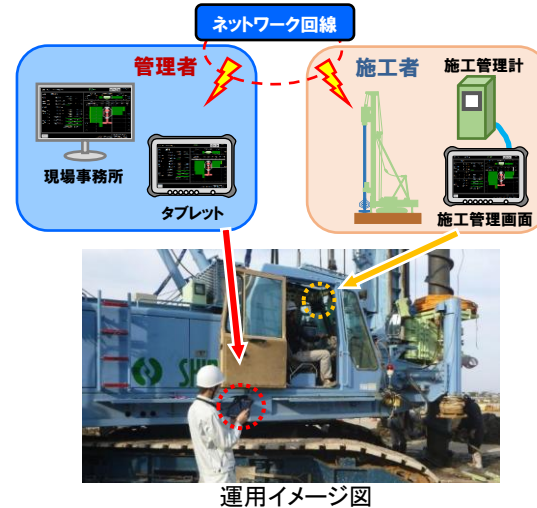 ネットワーク回線
管理者
施工者
施工管理計
現場事務所
タブレット
施工管理画面
運用イメージ図